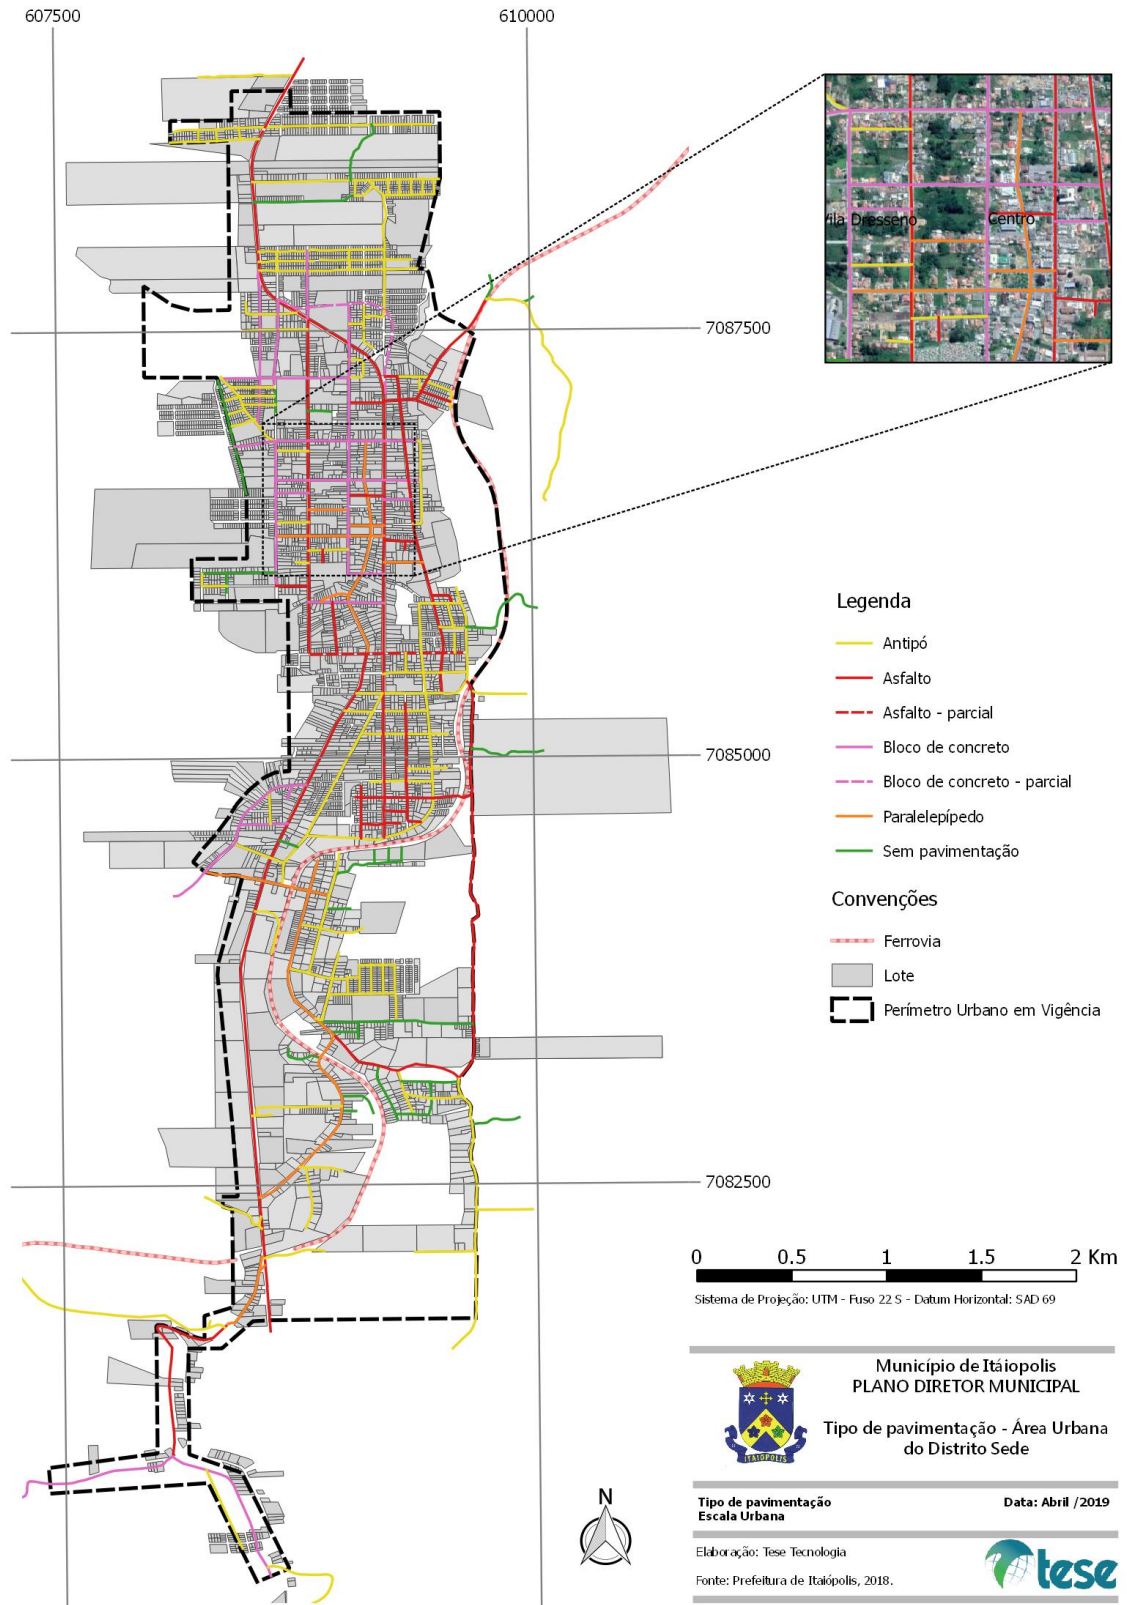 607500
610000
Vila Dresseno
Centro
7087500
Legenda
Antipó
Asfalto
Asfalto - parcial
Bloco de concreto
Bloco de concreto - parcial
Paralelepípedo
Sem pavimentação
7085000
Convenções
Ferrovia
Lote
Perímetro Urbano em Vigência
7082500
0 0.5 1 1.5 2 Km
Sistema de Projeção: UTM - Fuso 22 S - Datum Horizontal: SAD 69
Município de Itáiopolis
PLANO DIRETOR MUNICIPAL
Tipo de pavimentação - Área Urbana
do Distrito Sede
ITAIÓPOLIS
Tipo de pavimentação
Escala Urbana
Data: Abril /2019
N
Elaboração: Tese Tecnologia
Fonte: Prefeitura de Itaiópolis, 2018.
tese